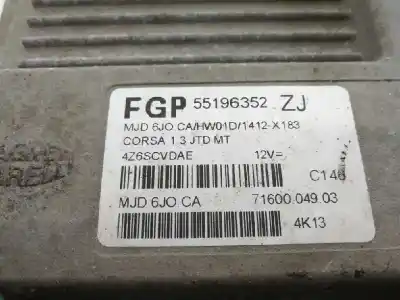 FGP 55196352 ZJ
MJD 6JO CA/HW01D/1412-X183
CORSA 1.3 JTD MT
4Z6SCVDAE 12V=
C146
MJD 6JO CA 71600.049.03
4K13